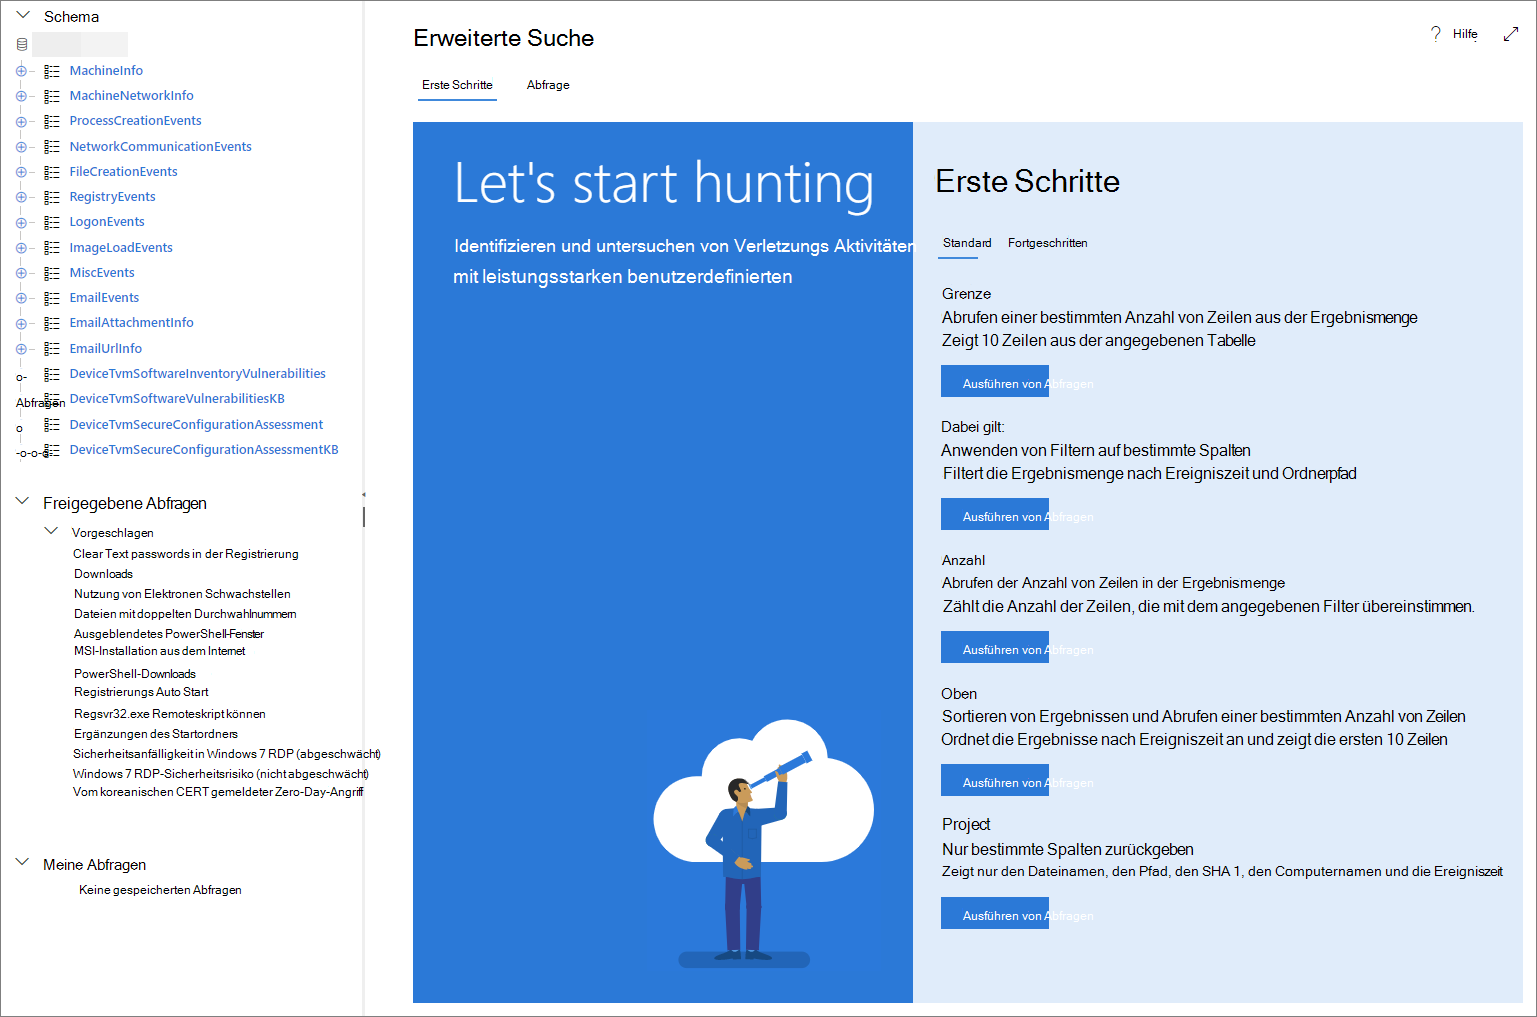 Schema
MachineInfo
MachineNetworkInfo
ProcessCreationEvents
NetworkCommunicationEvents
FileCreationEvents
RegistryEvents
LogonEvents
ImageLoadEvents
MiscEvents
EmailEvents
EmailAttachmentInfo
EmailUrlInfo
o-
DeviceTvmSoftwareInventoryVulnerabilities
Abfragen
DeviceTvmSoftwareVulnerabilitiesKB
o
DeviceTvmSecureConfigurationAssessment
-o-o-o
DeviceTvmSecureConfigurationAssessmentKB
Freigegebene Abfragen
Vorgeschlagen
Clear Text passwords in der Registrierung
Downloads
Nutzung von Elektronen Schwachstellen
Dateien mit doppelten Durchwahlnummern
Ausgeblendetes PowerShell-Fenster
MSI-Installation aus dem Internet
PowerShell-Downloads
Registrierungs Auto Start
Regsvr32.exe Remoteskript können
Ergänzungen des Startordners
Sicherheitsanfälligkeit in Windows 7 RDP (abgeschwächt)
Windows 7 RDP-Sicherheitsrisiko (nicht abgeschwächt)
Vom koreanischen CERT gemeldeter Zero-Day-Angriff
Meine Abfragen
Keine gespeicherten Abfragen
Erweiterte Suche
Hilfe
Erste Schritte
Abfrage
Let's start hunting
Identifizieren und untersuchen von Verletzungs Aktivitäten
mit leistungsstarken benutzerdefinierten
Erste Schritte
Standard
Fortgeschritten
Grenze
Abrufen einer bestimmten Anzahl von Zeilen aus der Ergebnismenge
Zeigt 10 Zeilen aus der angegebenen Tabelle
Ausführen von Abfragen
Dabei gilt:
Anwenden von Filtern auf bestimmte Spalten
Filtert die Ergebnismenge nach Ereigniszeit und Ordnerpfad
Ausführen von Abfragen
Anzahl
Abrufen der Anzahl von Zeilen in der Ergebnismenge
Zählt die Anzahl der Zeilen, die mit dem angegebenen Filter übereinstimmen.
Ausführen von Abfragen
Oben
Sortieren von Ergebnissen und Abrufen einer bestimmten Anzahl von Zeilen
Ordnet die Ergebnisse nach Ereigniszeit an und zeigt die ersten 10 Zeilen
Ausführen von Abfragen
Project
Nur bestimmte Spalten zurückgeben
Zeigt nur den Dateinamen, den Pfad, den SHA 1, den Computernamen und die Ereigniszeit
Ausführen von Abfragen